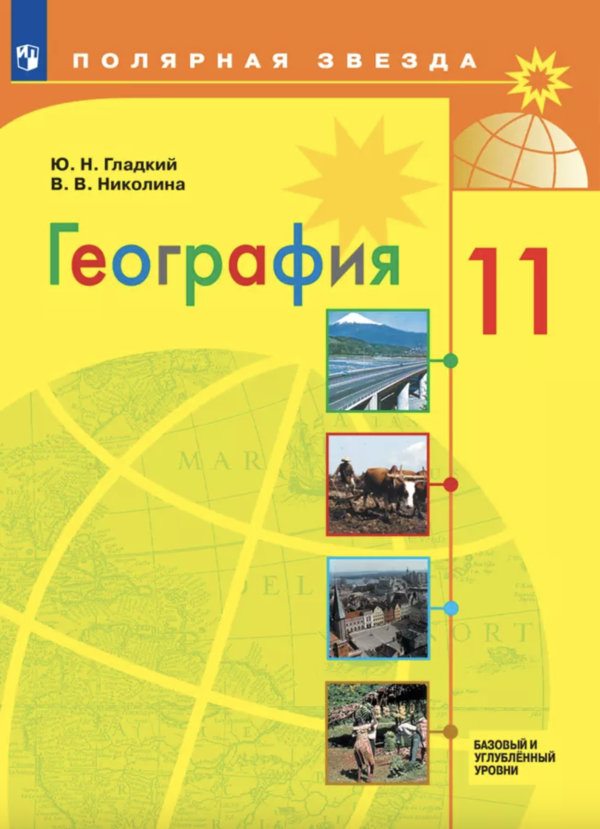 ПОЛЯРНАЯ ЗВЕЗДА
Ю. Н. Гладкий
В. В. Николина
География
11
БАЗОВЫЙ И
УГЛУБЛЁННЫЙ
УРОВНИ